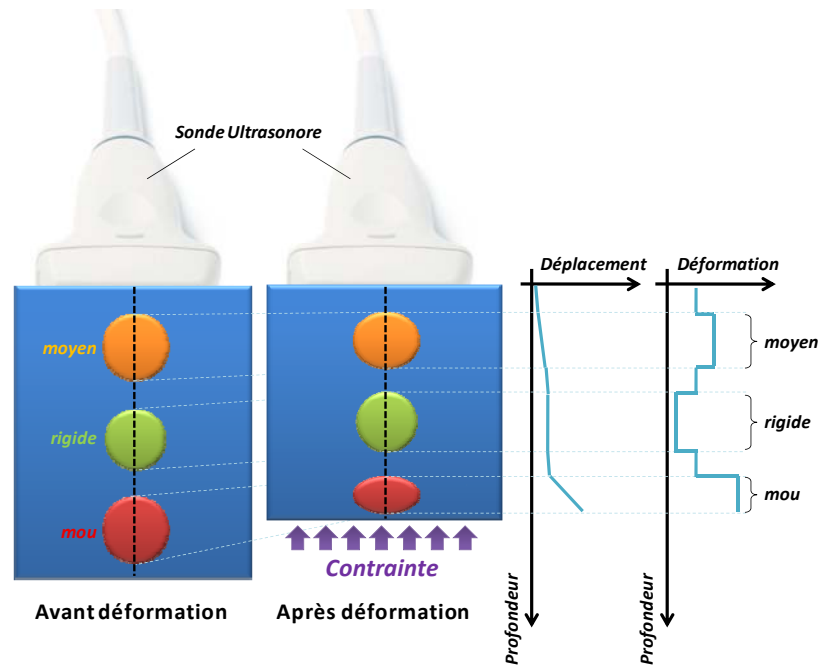 Sonde Ultrasonore
Déplacement
Déformation
moyen
moyen
rigide
rigide
mou
mou
Contrainte
Avant déformation
Après déformation
Profondeur
Profondeur